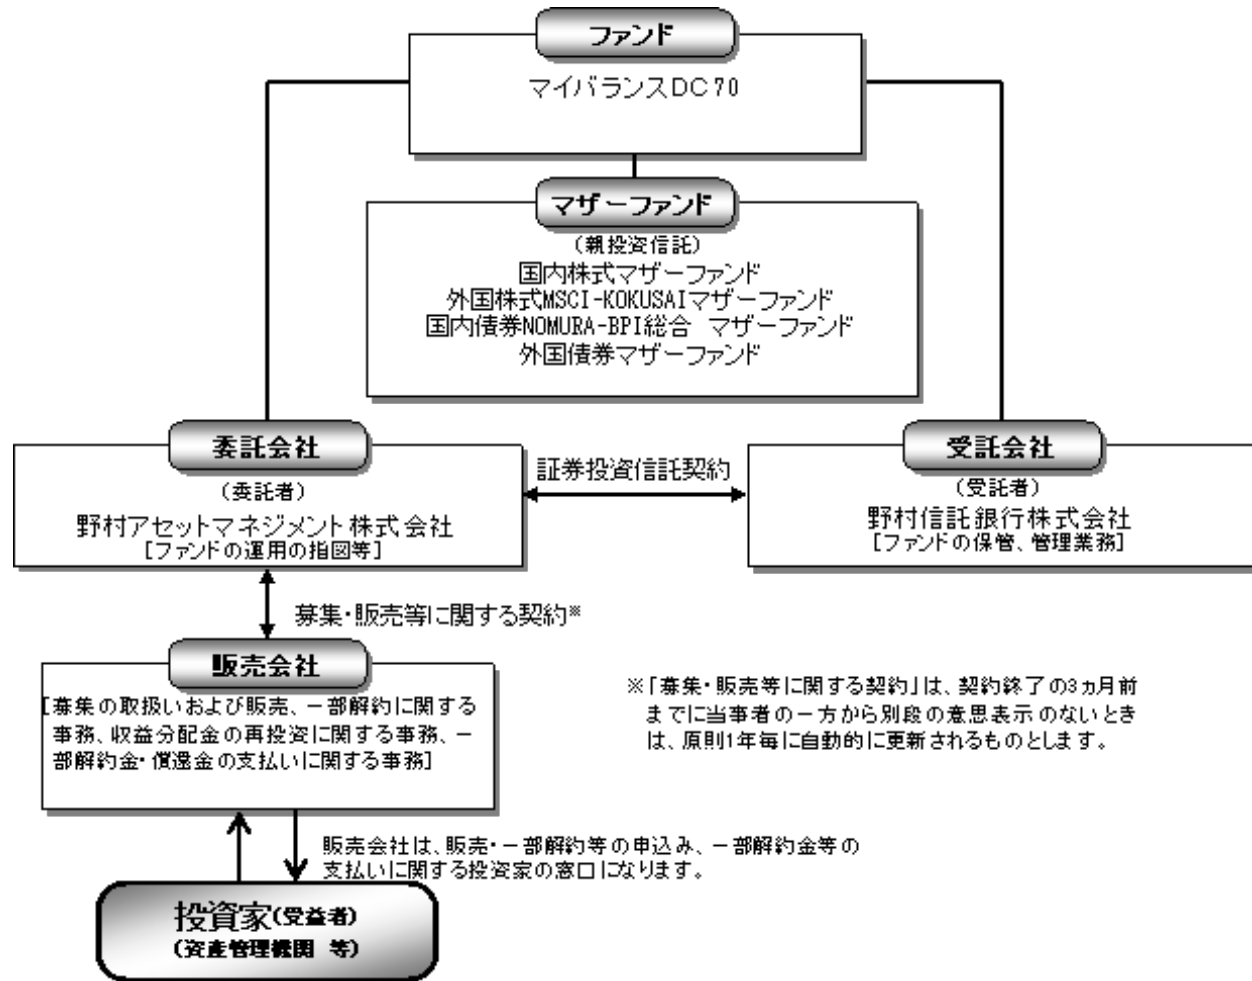 ファンド
マイバランスDC70
マザーファンド
(親投資信託)
国内株式マザーファンド
外国株式MSCI-KOKUSAIマザーファンド
国内債券NOMURA-BPI総合 マザーファンド
外国債券マザーファンド
委託会社
(委託者)
野村アセットマネジメント株式会社
[ファンドの運用の指図等]
証券投資信託契約
受託会社
(受託者)
野村信託銀行株式会社
[ファンドの保管、管理業務]
募集・販売等に関する契約※
販売会社
[募集の取扱いおよび販売、一部解約に関する
事務、収益分配金の再投資に関する事務、一
部解約金・償還金の支払いに関する事務]
※「募集・販売等に関する契約」は、契約終了の3ヵ月前
までに当事者の一方から別段の意思表示のないとき
は、原則1年毎に自動的に更新されるものとします。
販売会社は、販売・一部解約等の申込み、一部解約金等の
支払いに関する投資家の窓口になります。
投資家(受益者)
(資産管理機関 等)